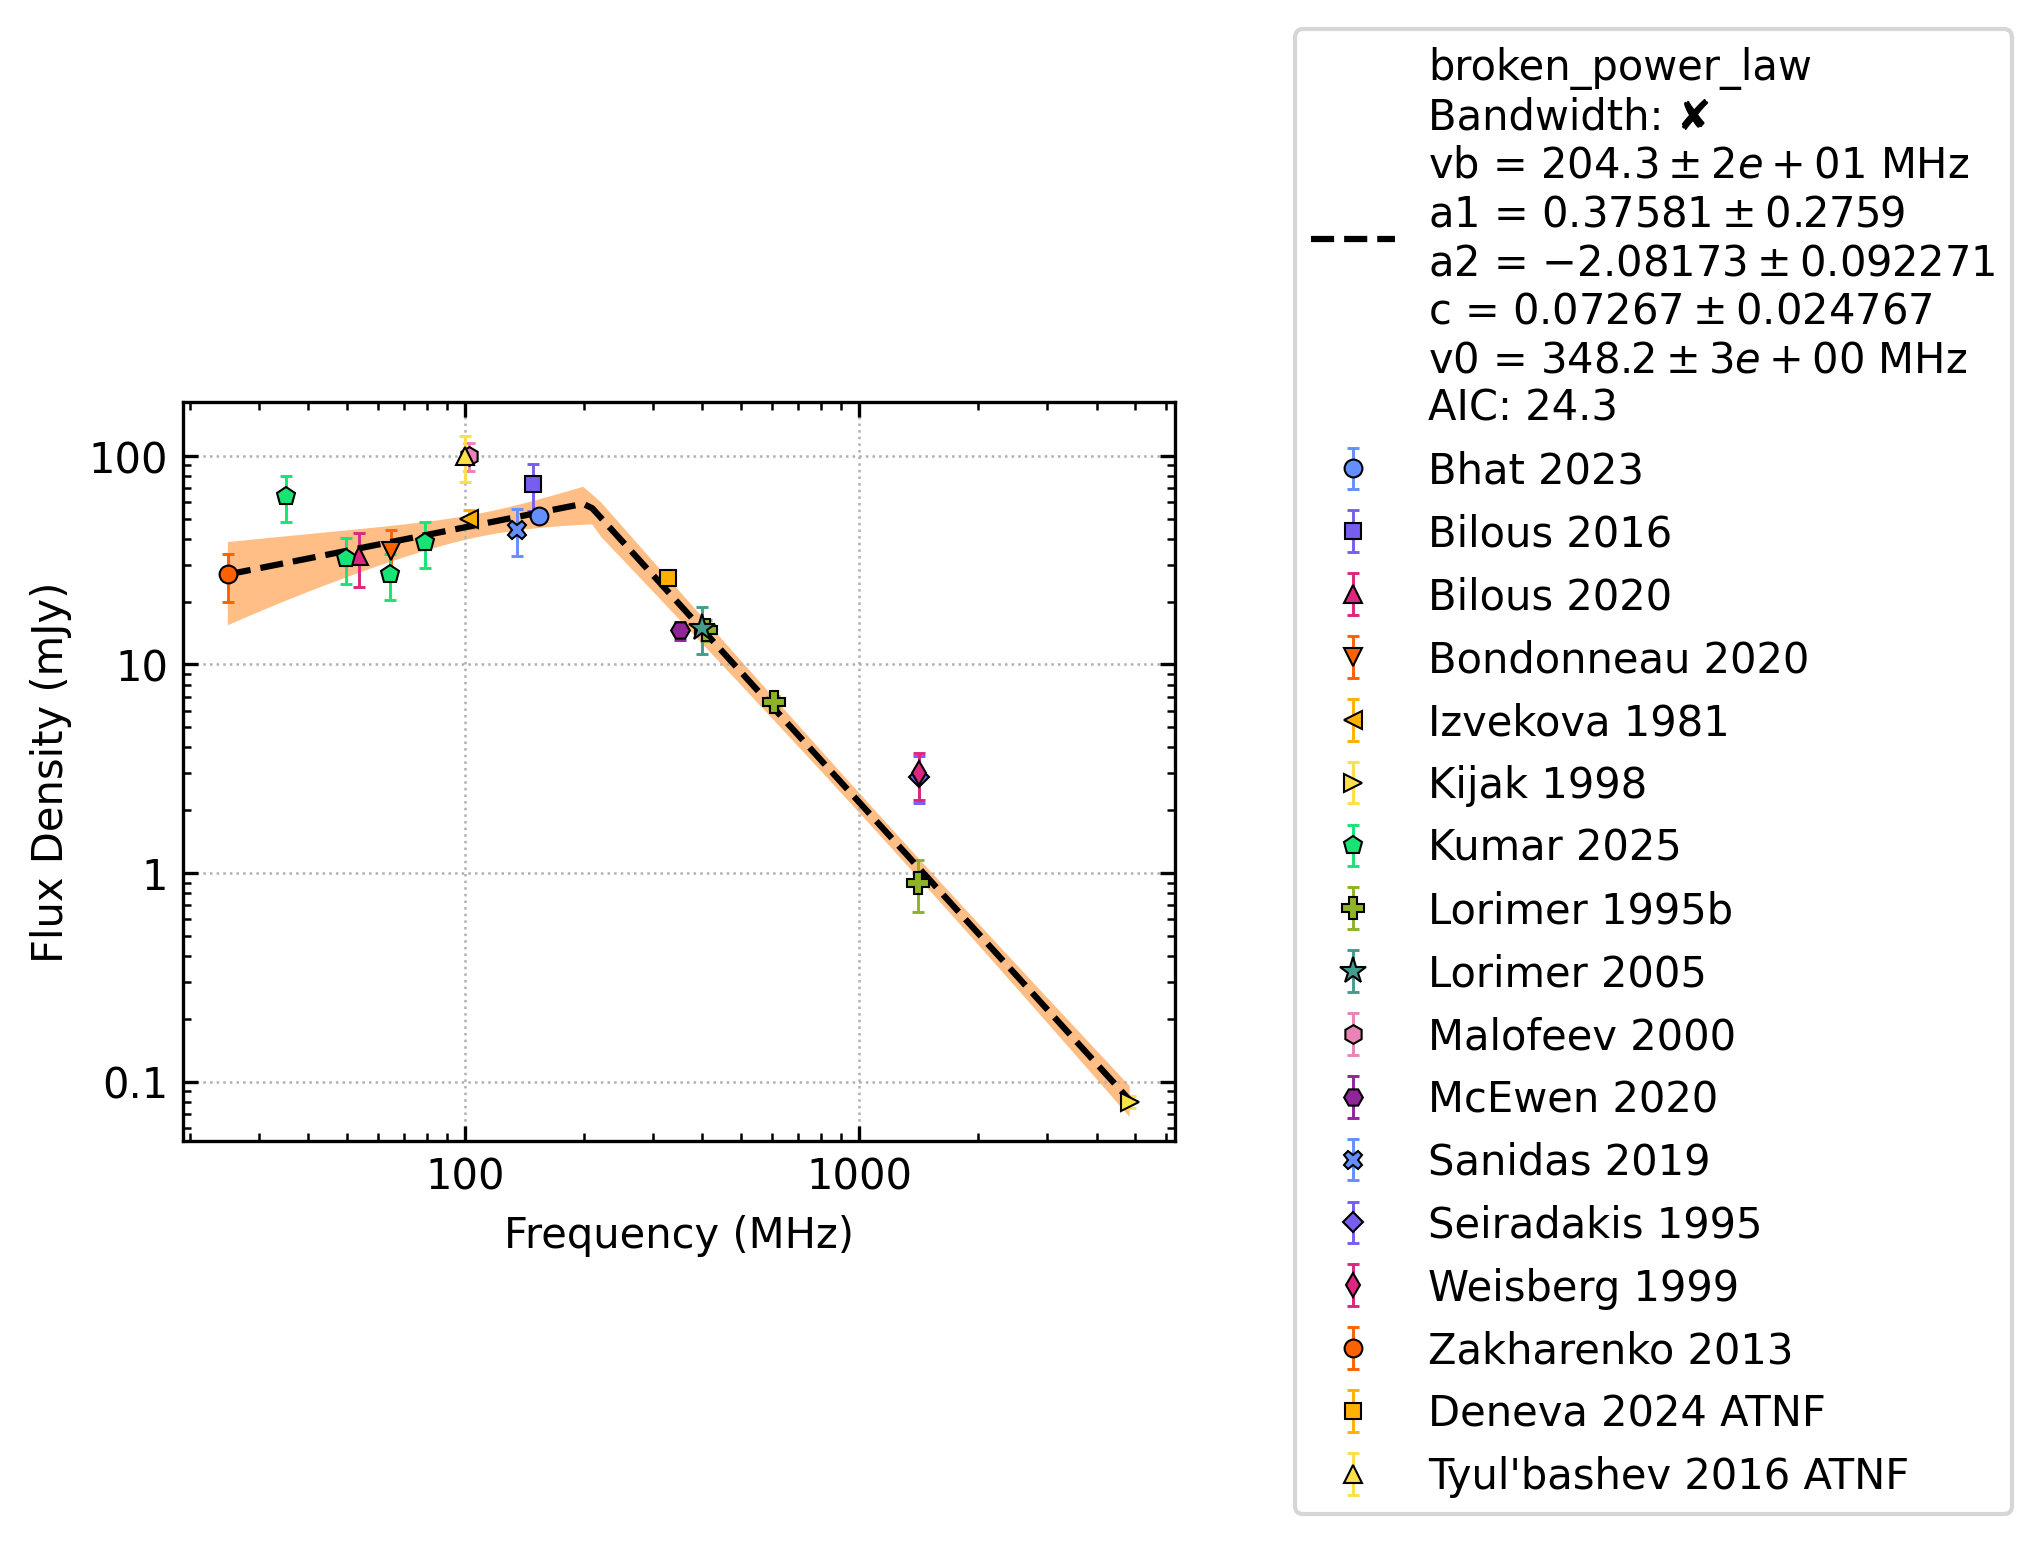 broken_power_law
Bandwidth: ✘
vb = 204.3 ± 2e + 01 MHz
a1 = 0.37581 ± 0.2759
a2 = −2.08173 ± 0.092271
c = 0.07267 ± 0.024767
v0 = 348.2 ± 3e + 00 MHz
AIC: 24.3
Bhat 2023
Bilous 2016
Bilous 2020
Bondonneau 2020
Izvekova 1981
Kijak 1998
Kumar 2025
Lorimer 1995b
Lorimer 2005
Malofeev 2000
McEwen 2020
Sanidas 2019
Seiradakis 1995
Weisberg 1999
Zakharenko 2013
Deneva 2024 ATNF
Tyul'bashev 2016 ATNF
Flux Density (mJy)
100
10
1
0.1
100
1000
Frequency (MHz)